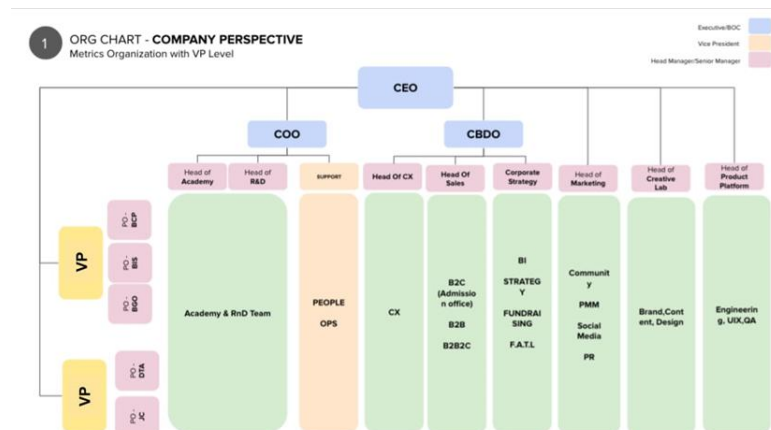 1
ORG CHART - COMPANY PERSPECTIVE
Metrics Organization with VP Level
Executive/BOC
Vice President
Head Manager/Senior Manager
CEO
COO
CBDO
Head of
Academy
Head of
R&D
SUPPORT
Head Of CX
Head Of
Sales
Corporate
Strategy
Head of
Marketing
Head of
Creative
Lab
Head of
Product
Platform
VP
PO -
BCP
PO -
BIS
PO -
BGO
VP
PO -
DTA
PO -
JC
Academy & RnD Team
PEOPLE
OPS
CX
B2C
(Admissio
n office)
B2B
B2B2C
BI
STRATEG
Y
FUNDRAI
SING
F.A.T.L
Communit
y
PMM
Social
Media
PR
Brand,Cont
ent, Design
Engineerin
g, UIX,QA